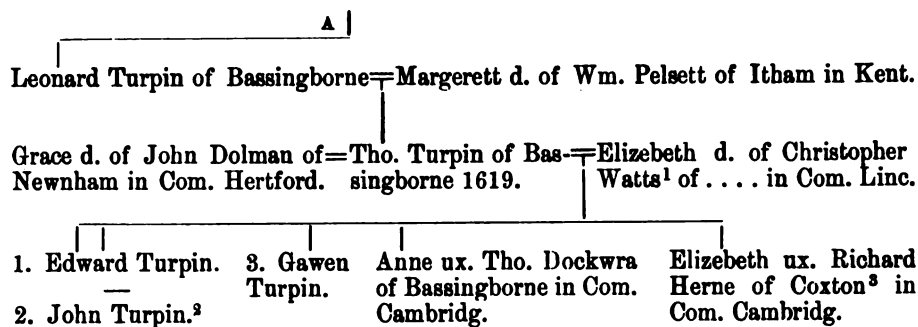 A
Leonard Turpin of Bassingborne=Margerett d. of Wm. Pelsett of Itham in Kent.
Grace d. of John Dolman of=Tho. Turpin of Bas-=Elizebeth d. of Christopher
Newnham in Com. Hertford. singborne 1619. Watts¹ of . . . . in Com. Linc.
1. Edward Turpin. 3. Gawen Anne ux. Tho. Dockwra Elizebeth ux. Richard
Turpin. of Bassingborne in Com. Herne of Coxton³ in
2. John Turpin.² Cambridg. Com. Cambridg.